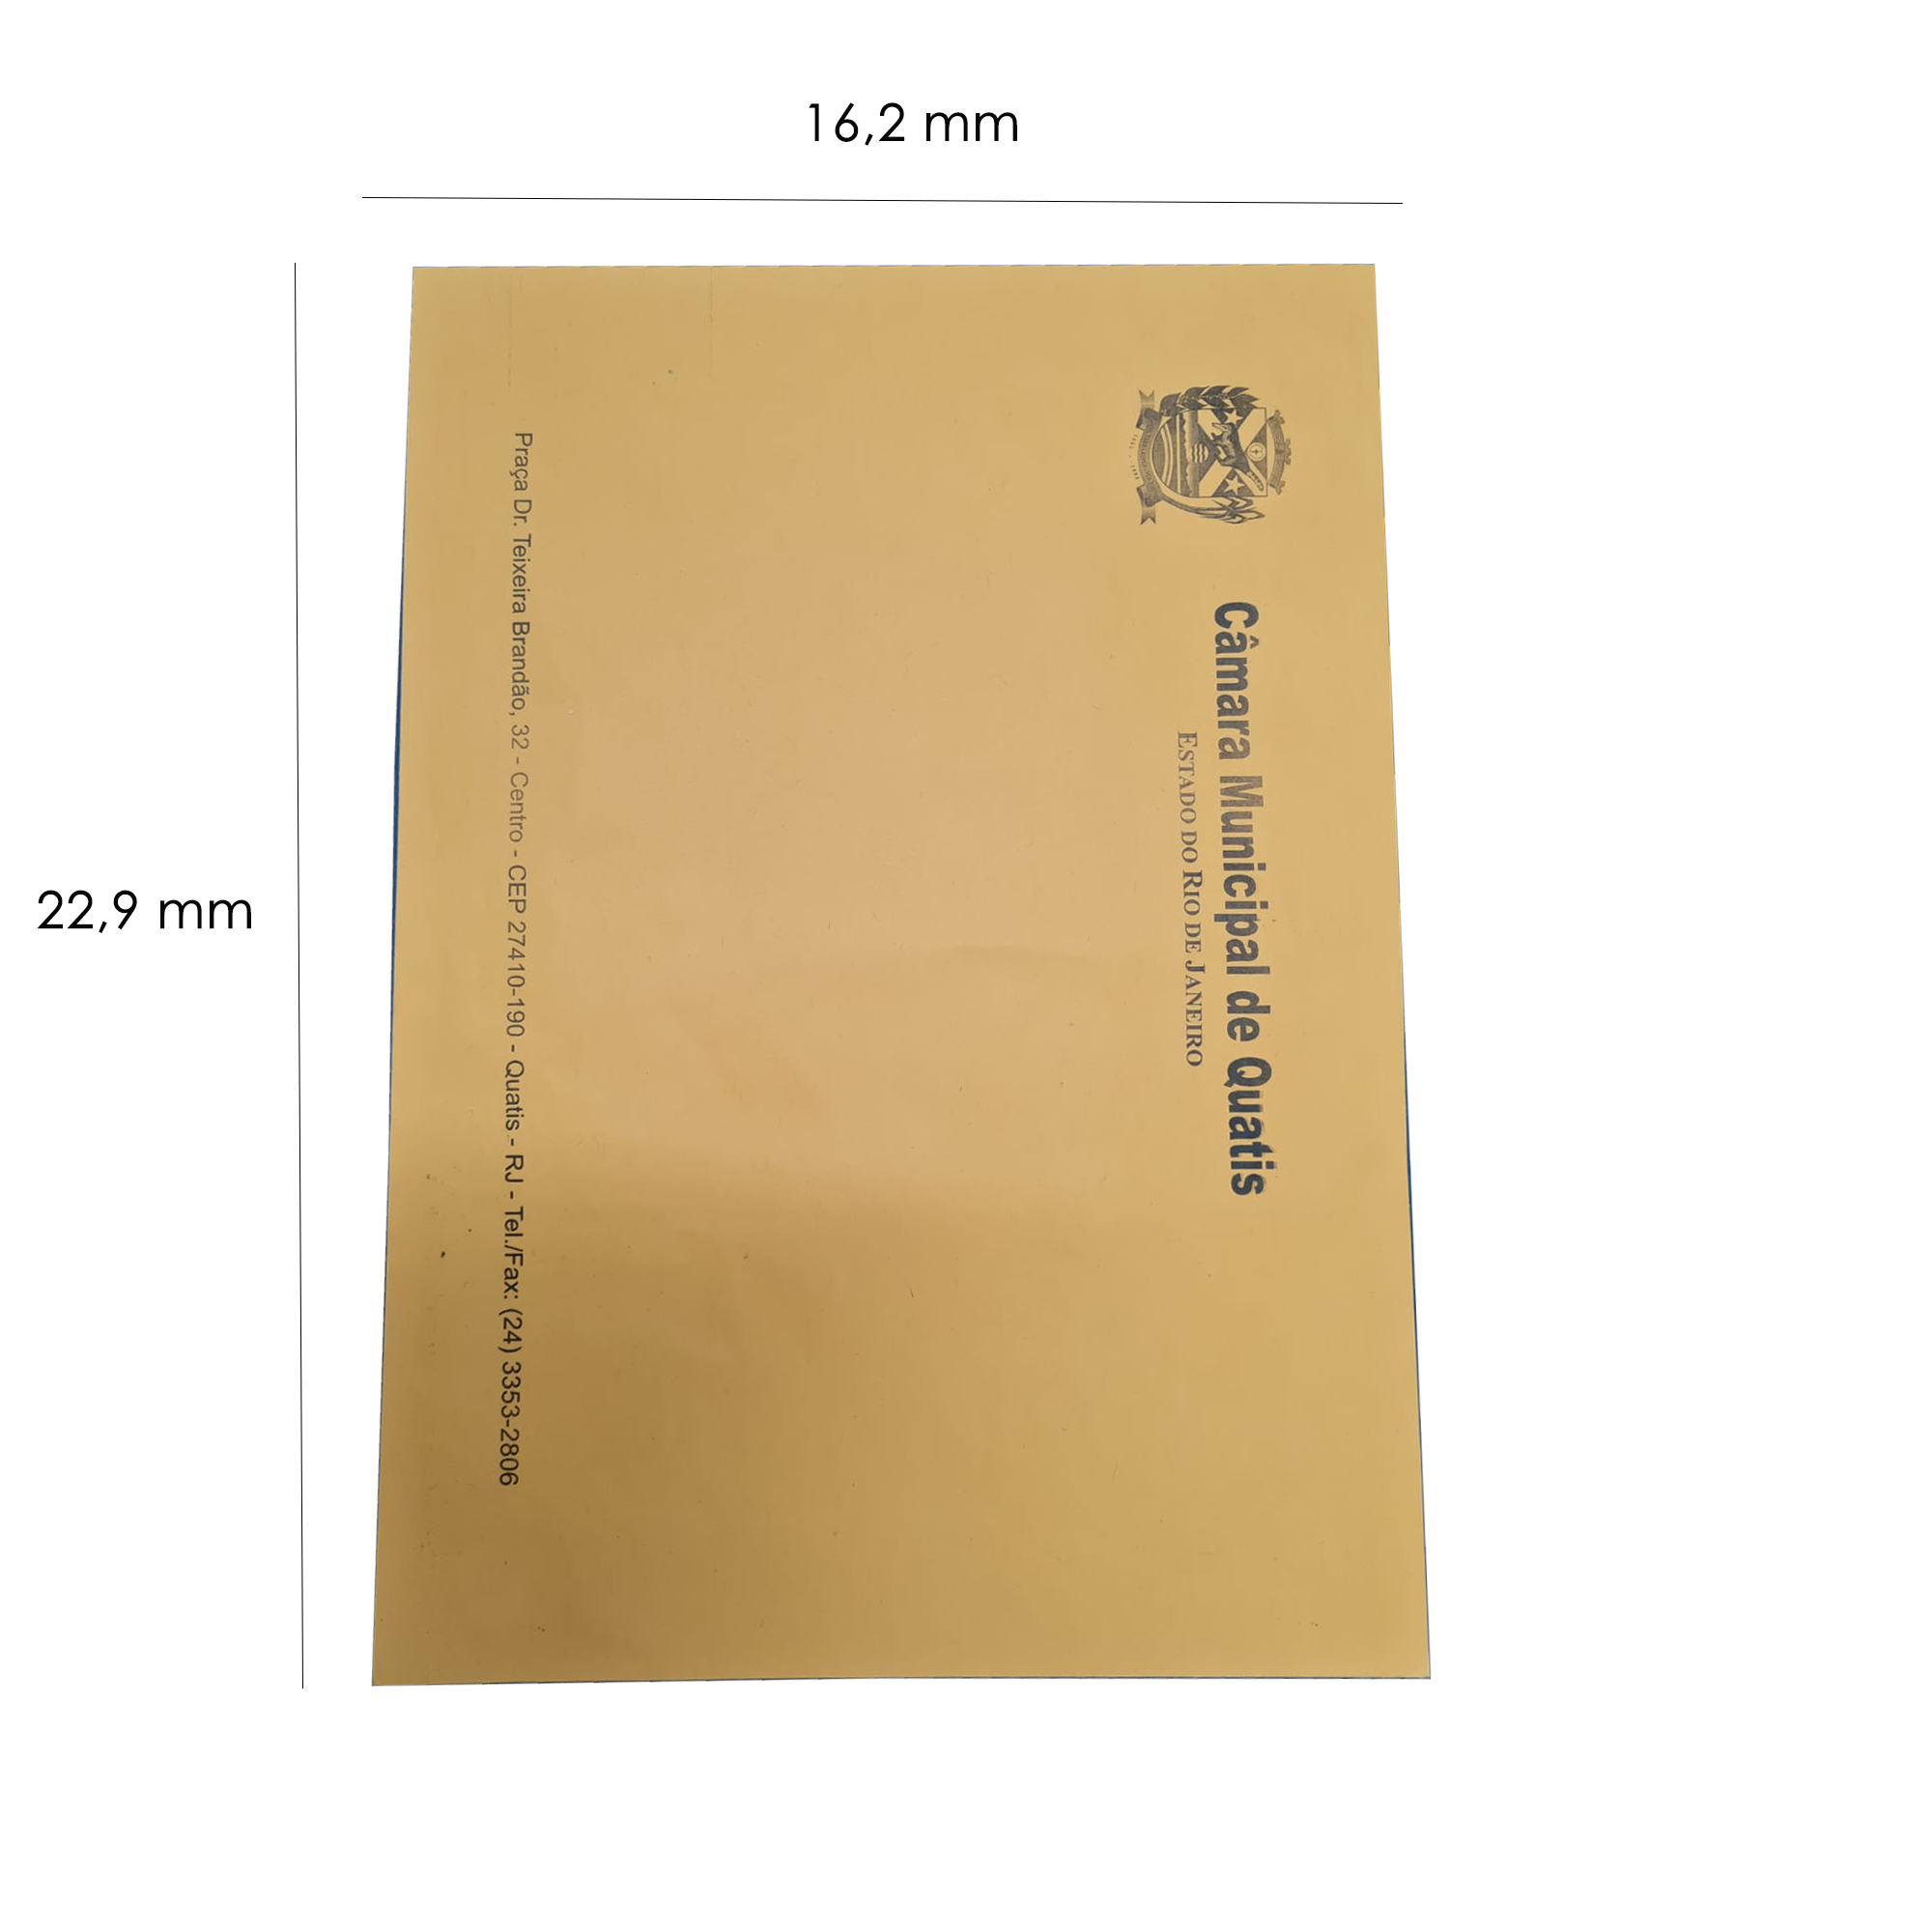 16,2 mm
22,9 mm
Câmara Municipal de Quatis
ESTADO DO RIO DE JANEIRO
Praça Dr. Teixeira Brandão, 32 - Centro - CEP 27410-190 - Quatis - RJ - Tel./Fax: (24) 3353-2806